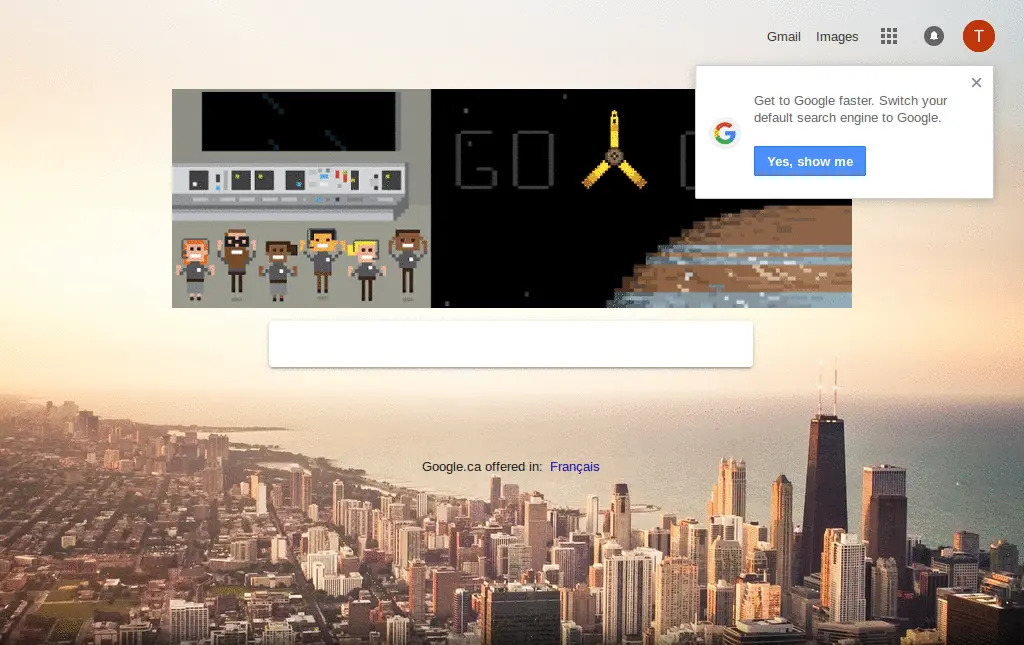 Gmail Images
T
Get to Google faster. Switch your
default search engine to Google.
Yes, show me
GO
Google.ca offered in: Français